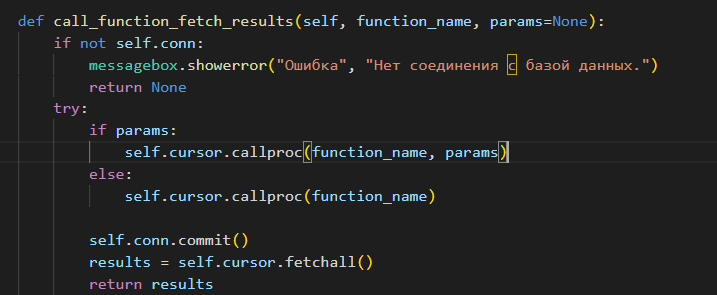 def call_function_fetch_results(self, function_name, params=None):
    if not self.conn:
        messagebox.showerror("Ошибка", "Нет соединения с базой данных.")
        return None
    try:
        if params:
            self.cursor.callproc(function_name, params)
        else:
            self.cursor.callproc(function_name)

        self.conn.commit()
        results = self.cursor.fetchall()
        return results